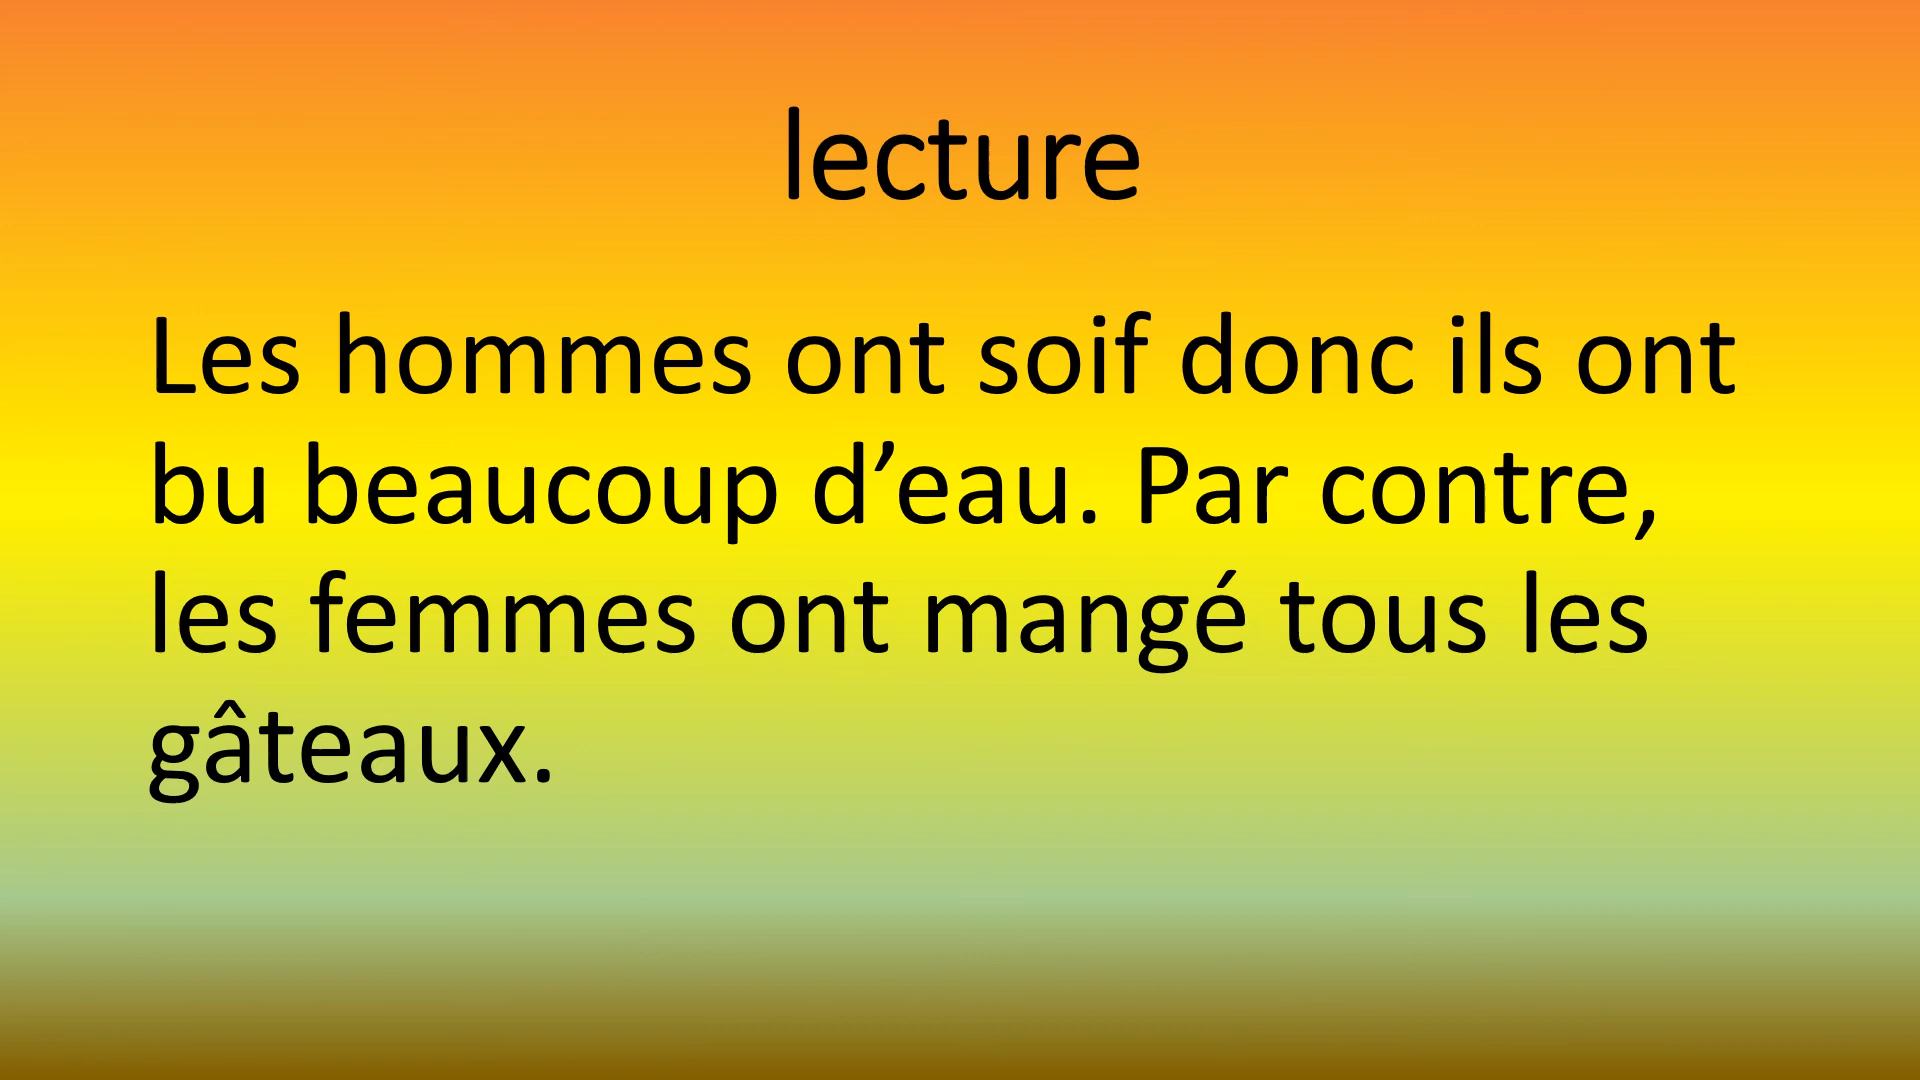 lecture
Les hommes ont soif donc ils ont
bu beaucoup d’eau. Par contre,
les femmes ont mangé tous les
gâteaux.